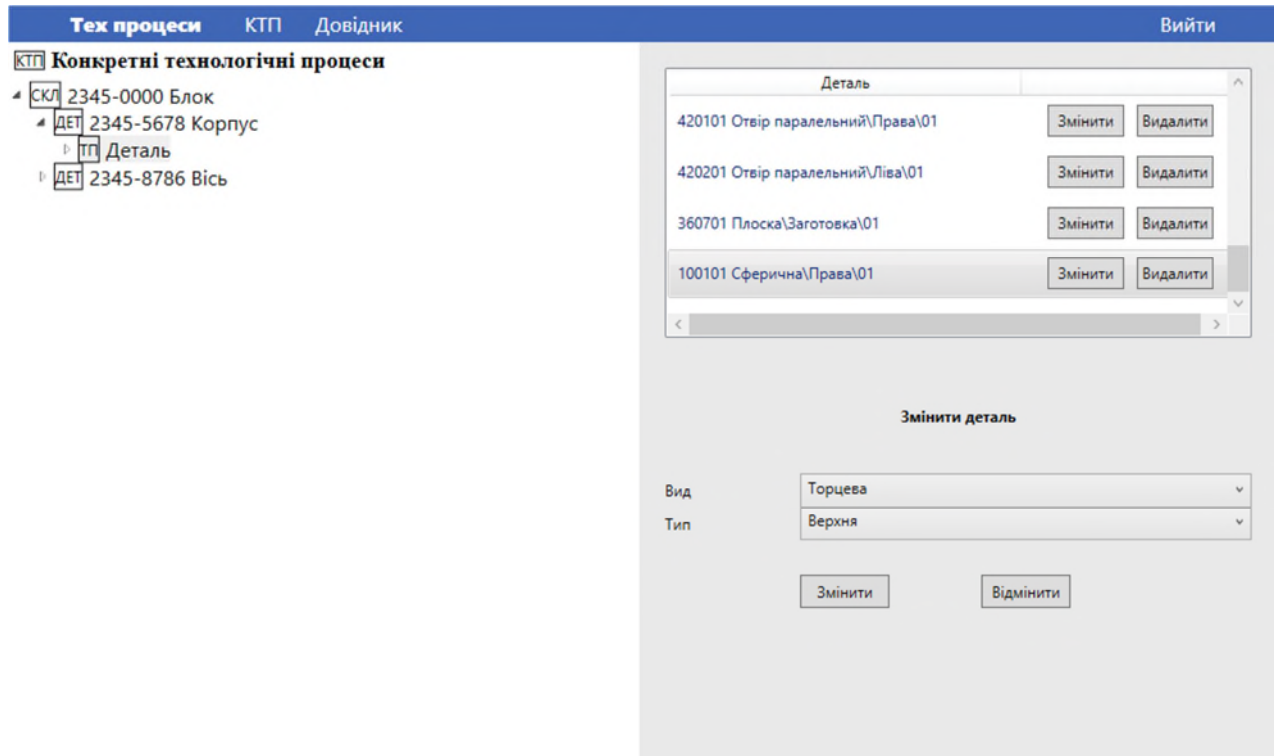 Тех процеси КТП Довідник Вийти
КТП Конкретні технологічні процеси
СКЛ 2345-0000 Блок
ДЕТ 2345-5678 Корпус
ТП Деталь
ДЕТ 2345-8786 Вісь
Деталь
420101 Отвір паралельний\Права\01 Змінити Видалити
420201 Отвір паралельний\Ліва\01 Змінити Видалити
360701 Плоска\Заготовка\01 Змінити Видалити
100101 Сферична\Права\01 Змінити Видалити
Змінити деталь
Вид Торцева
Тип Верхня
Змінити Відмінити